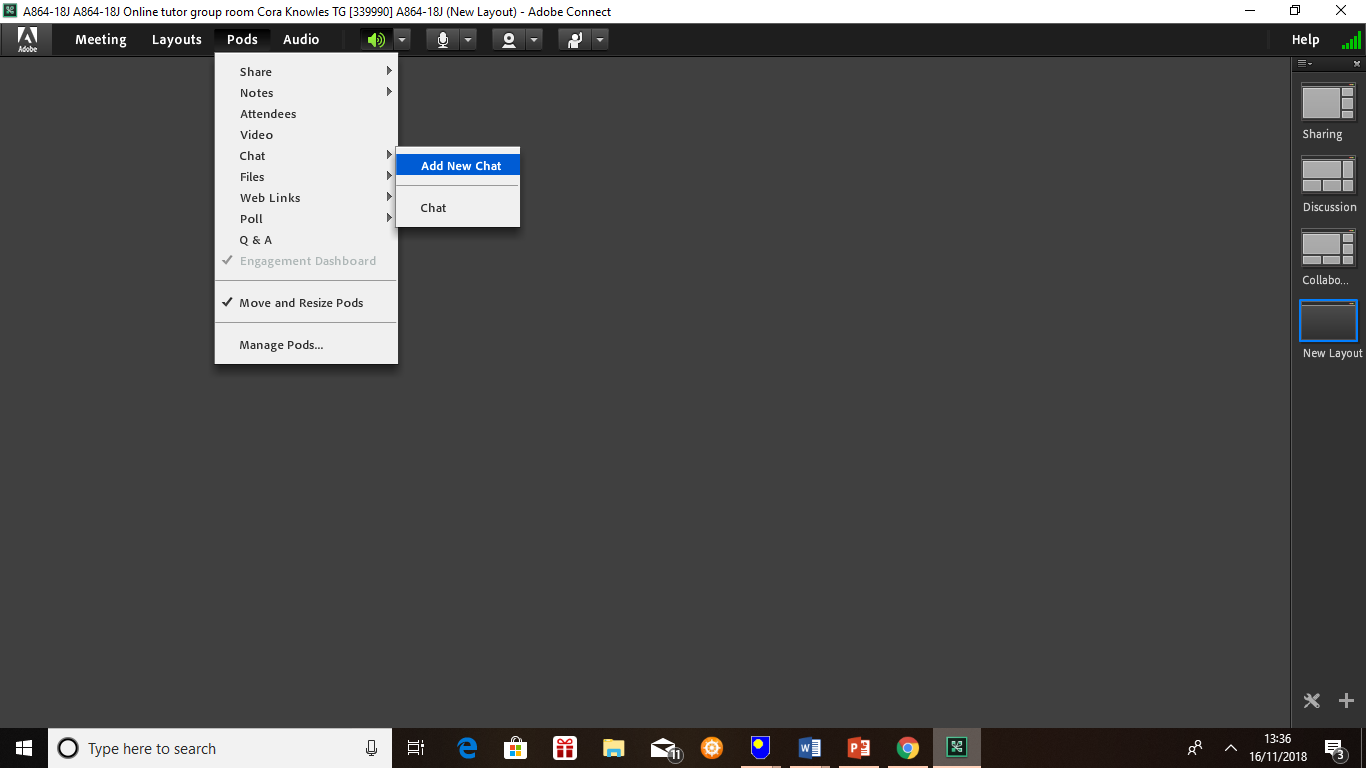 A864-18J A864-18J Online tutor group room Cora Knowles TG [339990] A864-18J (New Layout) - Adobe Connect
Adobe
Meeting Layouts Pods Audio Help
Share
Notes
Attendees
Video
Chat
Files
Web Links
Poll
Q & A
Engagement Dashboard
Move and Resize Pods
Manage Pods...
Add New Chat
Chat
Sharing
Discussion
Collabo...
New Layout
Type here to search
11
13:36
16/11/2018
3